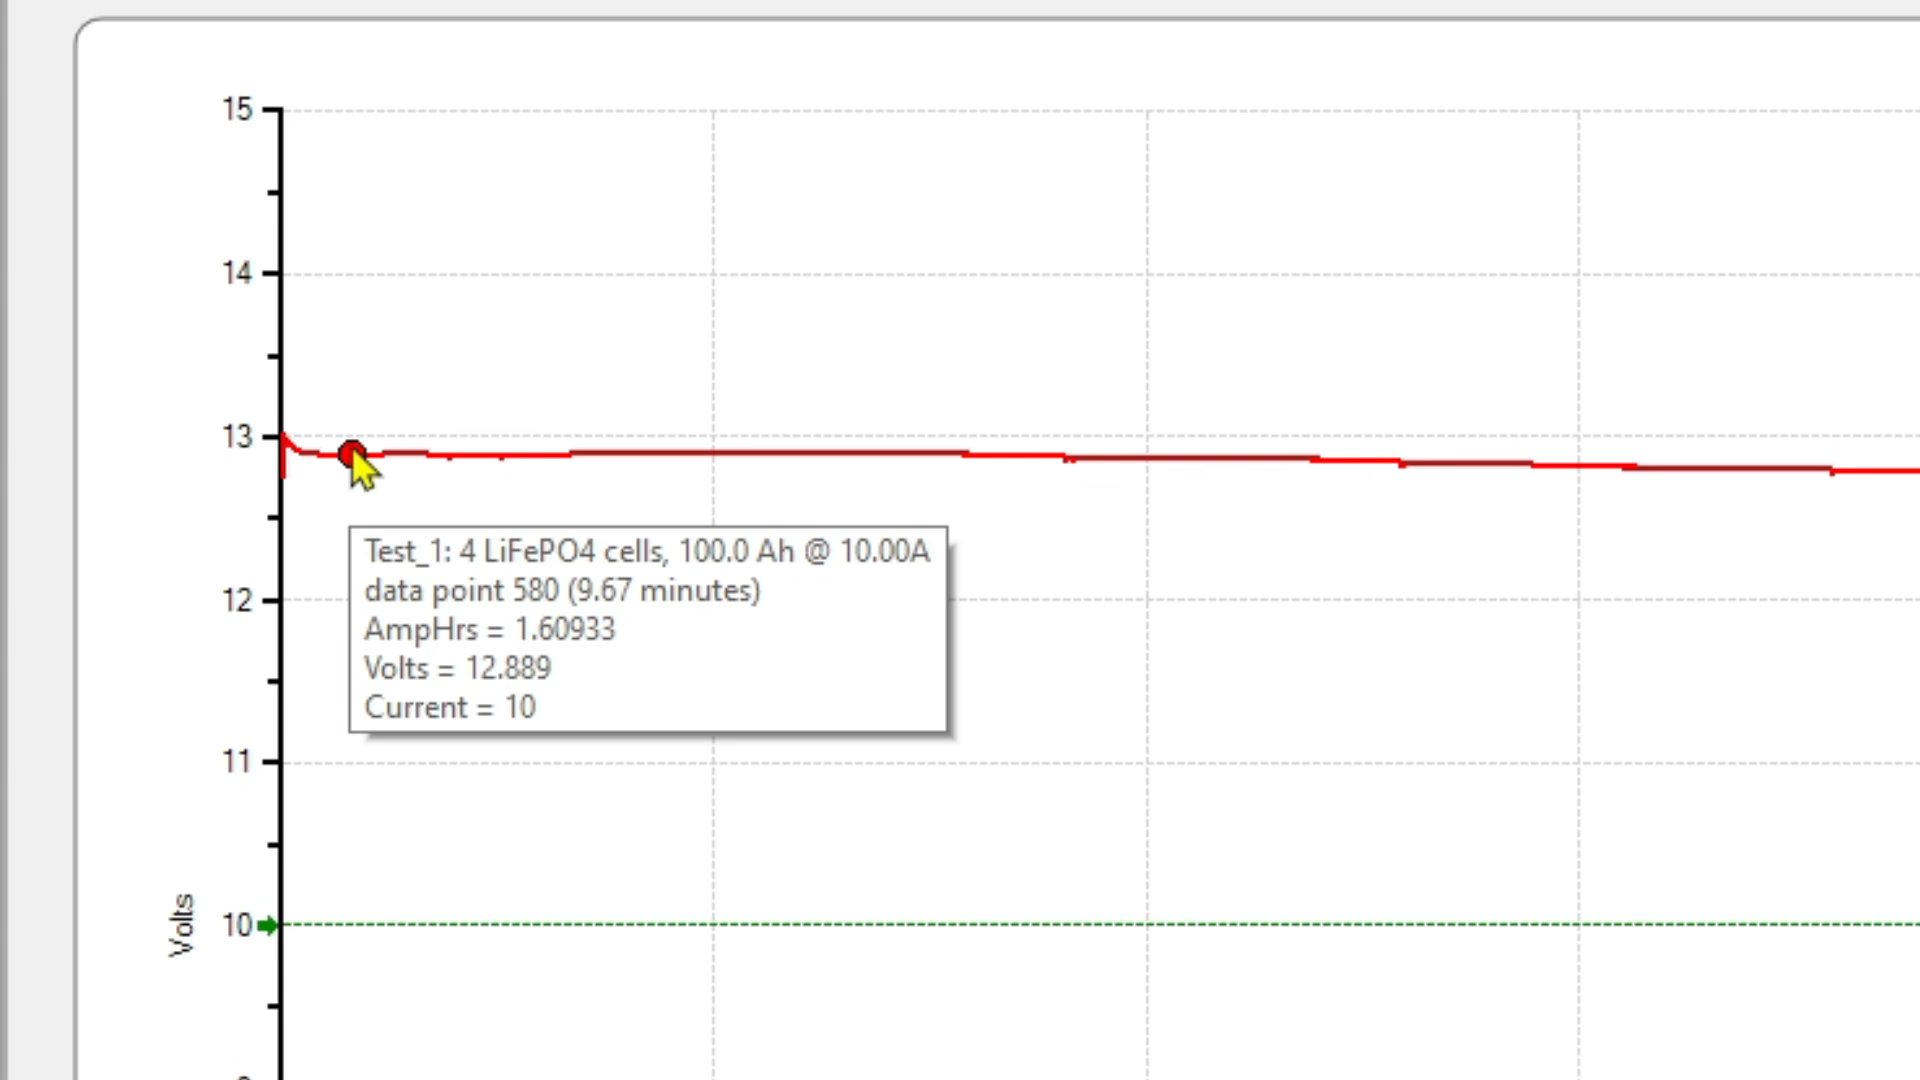 15
14
13
Test_1: 4 LiFePO4 cells, 100.0 Ah @ 10.00A
data point 580 (9.67 minutes)
AmpHrs = 1.60933
Volts = 12.889
Current = 10
12
11
10
Volts